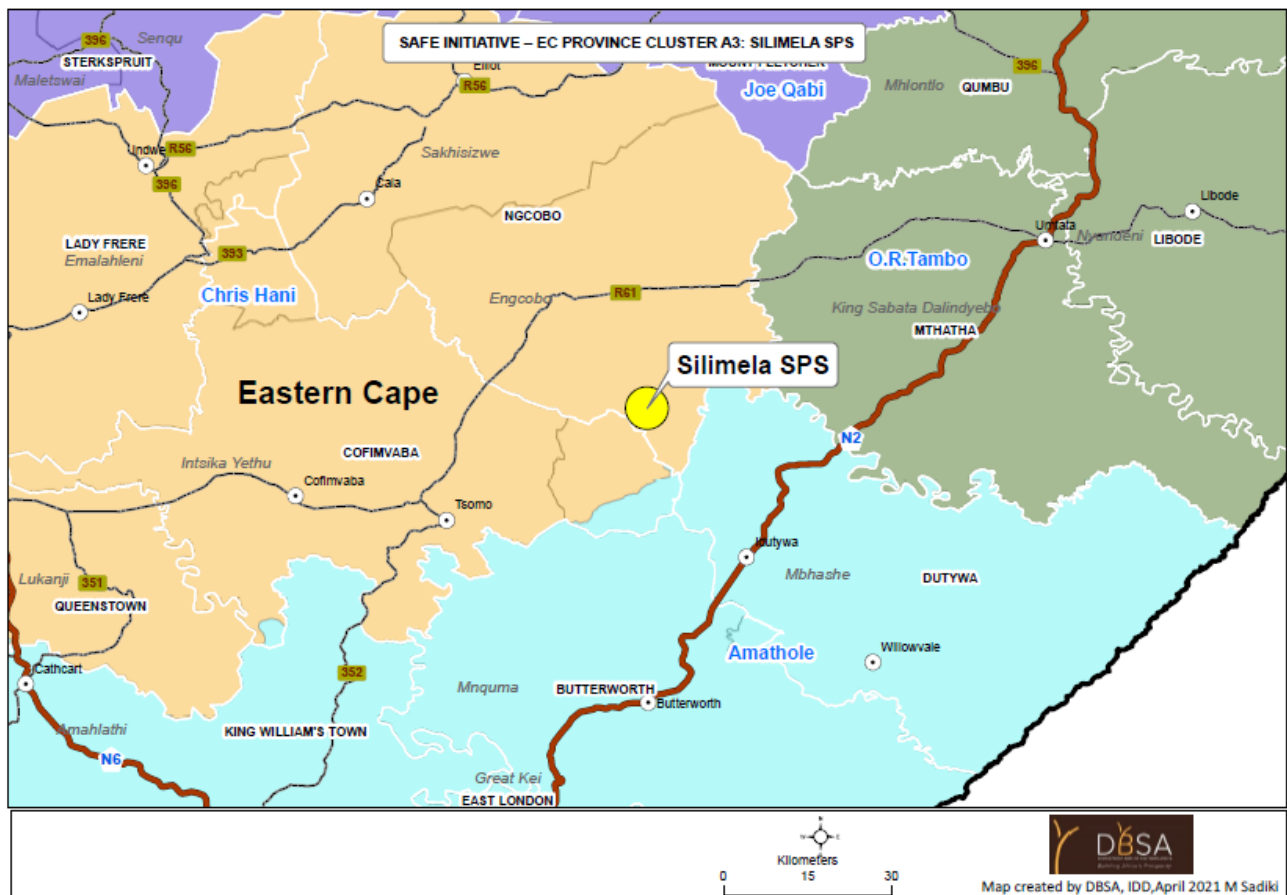 SAFE INITIATIVE – EC PROVINCE CLUSTER A3: SILIMELA SPS
Senqu
396
STERKSPRUIT
Maletswai
Elliot
R56
MOUNT FLETCHER
Joe Qabi
Mhlontlo
396
QUMBU
Indwe
R56
396
Sakhisizwe
Cala
NGCOBO
Libode
Umtata
Nyandeni
LIBODE
LADY FRERE
Emalahleni
393
O.R.Tambo
Chris Hani
Engcobo
R61
Lady Frere
King Sabata Dalindyebo
MTHATHA
Silimela SPS
Eastern Cape
N2
COFIMVABA
Intsika Yethu
Cofimvaba
Tsomo
Idutywa
Mbhashe
DUTYWA
Lukanji
351
QUEENSTOWN
Willowvale
Amathole
Cathcart
352
Mnquma
BUTTERWORTH
Butterworth
Amahlathi
KING WILLIAM'S TOWN
N6
Great Kei
EAST LONDON
N
W
E
S
Kilometers
0 15 30
DBSA
Building Africa's Prosperity
Map created by DBSA, IDD,April 2021 M Sadiki